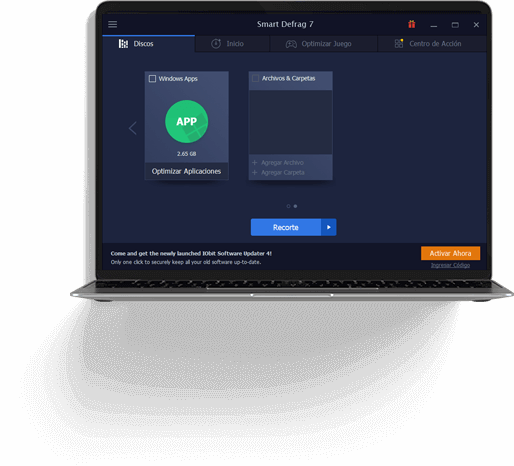 Smart Defrag 7
Discos
Inicio
Optimizar Juego
Centro de Acción
Windows Apps
APP
2.65 GB
Optimizar Aplicaciones
Archivos & Carpetas
+ Agregar Archivo
+ Agregar Carpeta
Recorte
Come and get the newly launched IObit Software Updater 4!
Only one click to securely keep all your old software up-to-date.
Activar Ahora
Ingresar Código